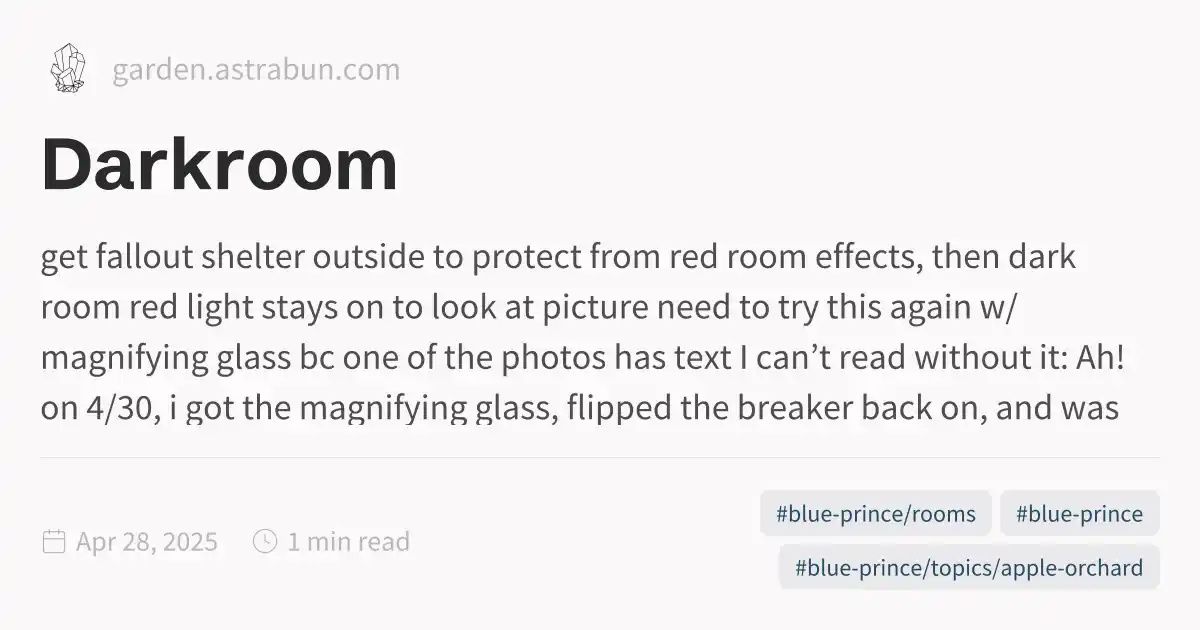 garden.astrabun.com
Darkroom
get fallout shelter outside to protect from red room effects, then dark
room red light stays on to look at picture need to try this again w/
magnifying glass bc one of the photos has text I can’t read without it: Ah!
on 4/30, i got the magnifying glass, flipped the breaker back on, and was
Apr 28, 2025
1 min read
#blue-prince/rooms
#blue-prince
#blue-prince/topics/apple-orchard